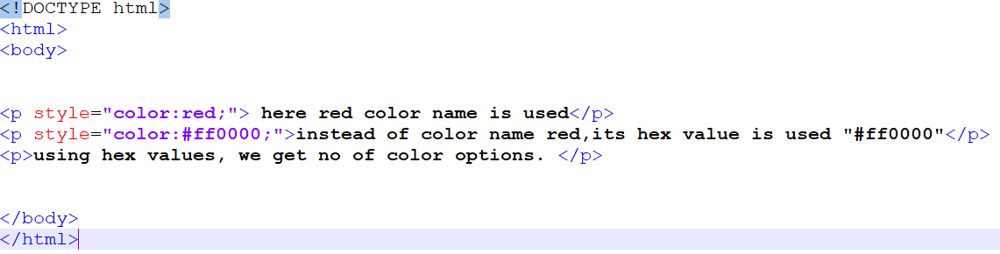 <!DOCTYPE html>
<html>
<body>
<p style="color:red;"> here red color name is used</p>
<p style="color:#ff0000;">instead of color name red,its hex value is used "#ff0000"</p>
<p>using hex values, we get no of color options. </p>
</body>
</html>